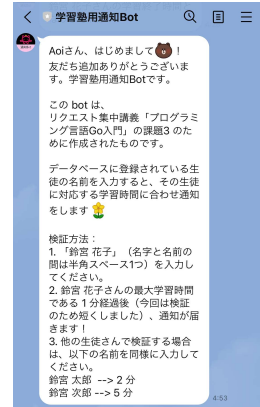 学習塾用通知Bot
Aoiさん、はじめまして！
友だち追加ありがとうございま
す。学習塾用通知Botです。
この bot は、
リクエスト集中講義「プログラミ
ング言語Go入門」の課題3 のた
めに作成されたものです。
データベースに登録されている生
徒の名前を入力すると、その生徒
に対応する学習時間に合わせ通知
をします
検証方法：
1. 「鈴宮 花子」（名字と名前の
間は半角スペース1つ）を入力し
てください。
2. 鈴宮 花子さんの最大学習時間
である 1 分経過後（今回は検証
のため短くしました）、通知が届
きます！
3. 他の生徒さんで検証する場合
は、以下の名前を同様に入力して
ください。
鈴宮 太郎 --> 2 分
鈴宮 次郎 --> 5 分
4:53